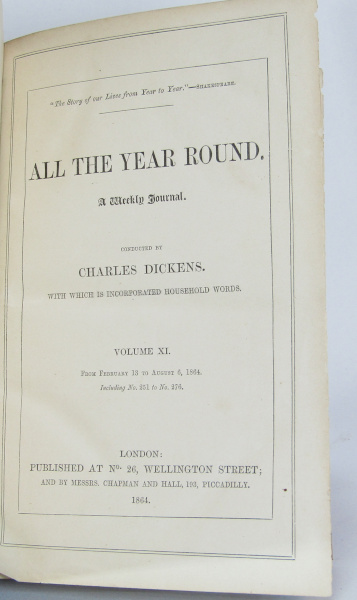 "The Story of our Lives from Year to Year."—Shakespeare.
ALL THE YEAR ROUND.
A Weekly Journal.
CONDUCTED BY
CHARLES DICKENS.
WITH WHICH IS INCORPORATED HOUSEHOLD WORDS.
VOLUME XI.
From February 13 to August 6, 1864.
Including No. 251 to No. 276.
LONDON:
PUBLISHED AT No. 26, WELLINGTON STREET;
AND BY MESSRS. CHAPMAN AND HALL, 193, PICCADILLY.
1864.